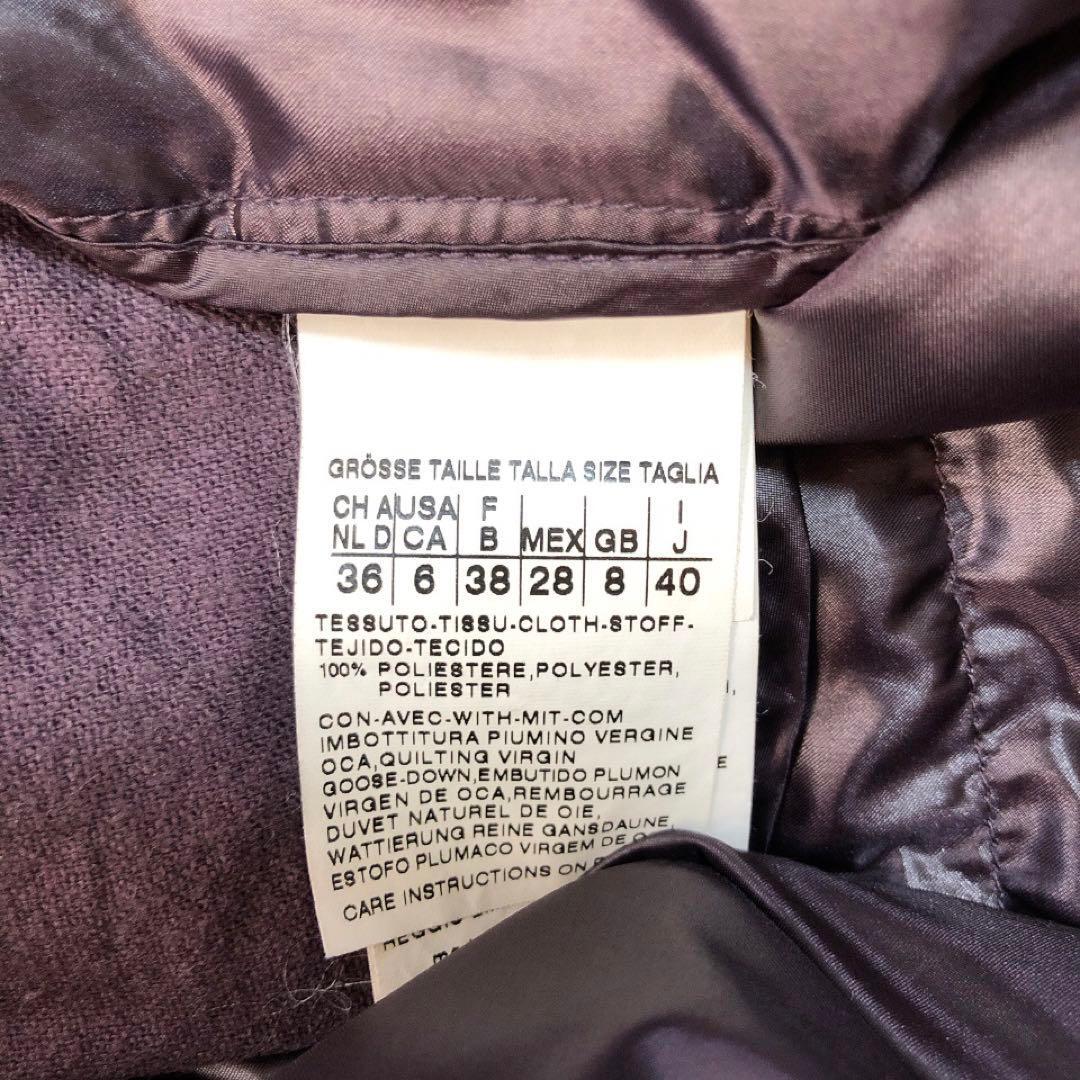 GRÖSSE TAILLE TALLA SIZE TAGLIA
CH A USA F I
NL D CA B MEX GB J
36 6 38 28 8 40
TESSUTO-TISSU-CLOTH-STOFF-
TEJIDO-TECIDO
100% POLIESTERE,POLYESTER,
POLIESTER
CON-AVEC-WITH-MIT-COM
IMBOTTITURA PIUMINO VERGINE
OCA,QUILTING VIRGIN
GOOSE-DOWN,EMBUTIDO PLUMON
VIRGEN DE OCA,REMBOURRAGE
DUVET NATUREL DE OIE,
WATTIERUNG REINE GANSDAUNE,
ESTOFO PLUMACO VIRGEM DE
CARE INSTRUCTIONS ON
REGGIO